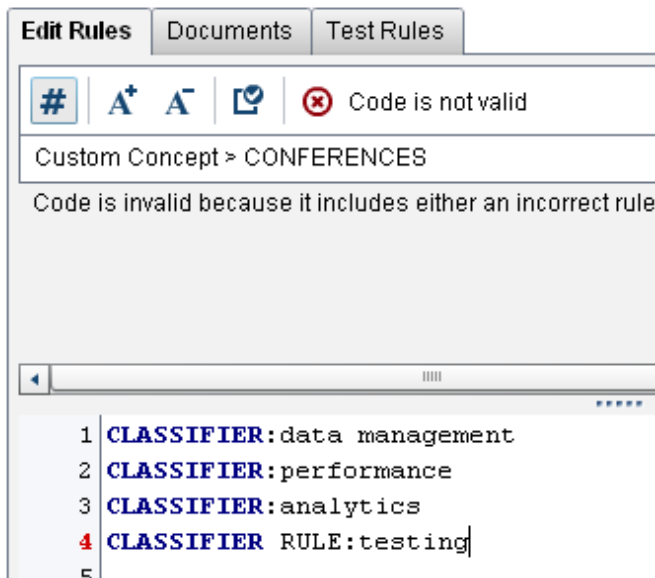 Edit Rules Documents Test Rules
# A+ A- Code is not valid
Custom Concept > CONFERENCES
Code is invalid because it includes either an incorrect rule
1 CLASSIFIER:data management
2 CLASSIFIER:performance
3 CLASSIFIER:analytics
4 CLASSIFIER RULE:testing
5